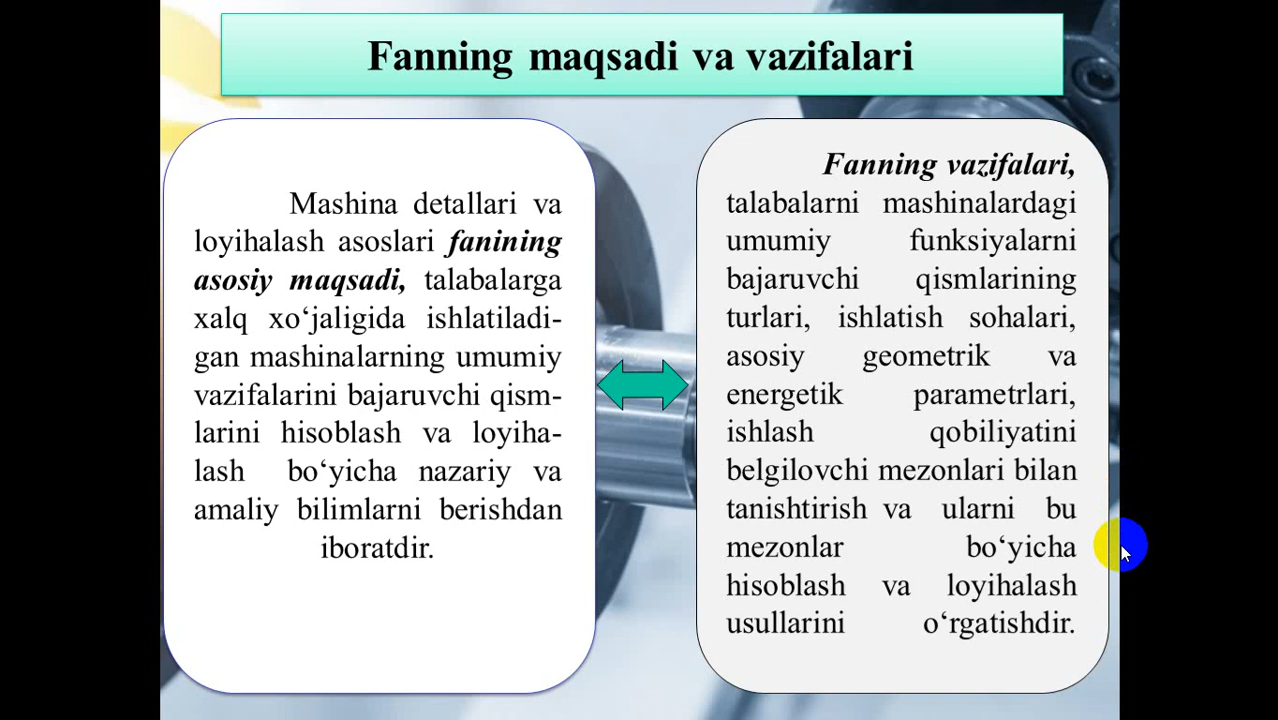 Fanning maqsadi va vazifalari
Mashina detallari va
loyihalash asoslari fanining
asosiy maqsadi, talabalarga
xalq xo‘jaligida ishlatiladi-
gan mashinalarning umumiy
vazifalarini bajaruvchi qism-
larini hisoblash va loyiha-
lash bo‘yicha nazariy va
amaliy bilimlarni berishdan
iboratdir.
Fanning vazifalari,
talabalarni mashinalardagi
umumiy funksiyalarni
bajaruvchi qismlarining
turlari, ishlatish sohalari,
asosiy geometrik va
energetik parametrlari,
ishlash qobiliyatini
belgilovchi mezonlari bilan
tanishtirish va ularni bu
mezonlar bo‘yicha
hisoblash va loyihalash
usullarini o‘rgatishdir.